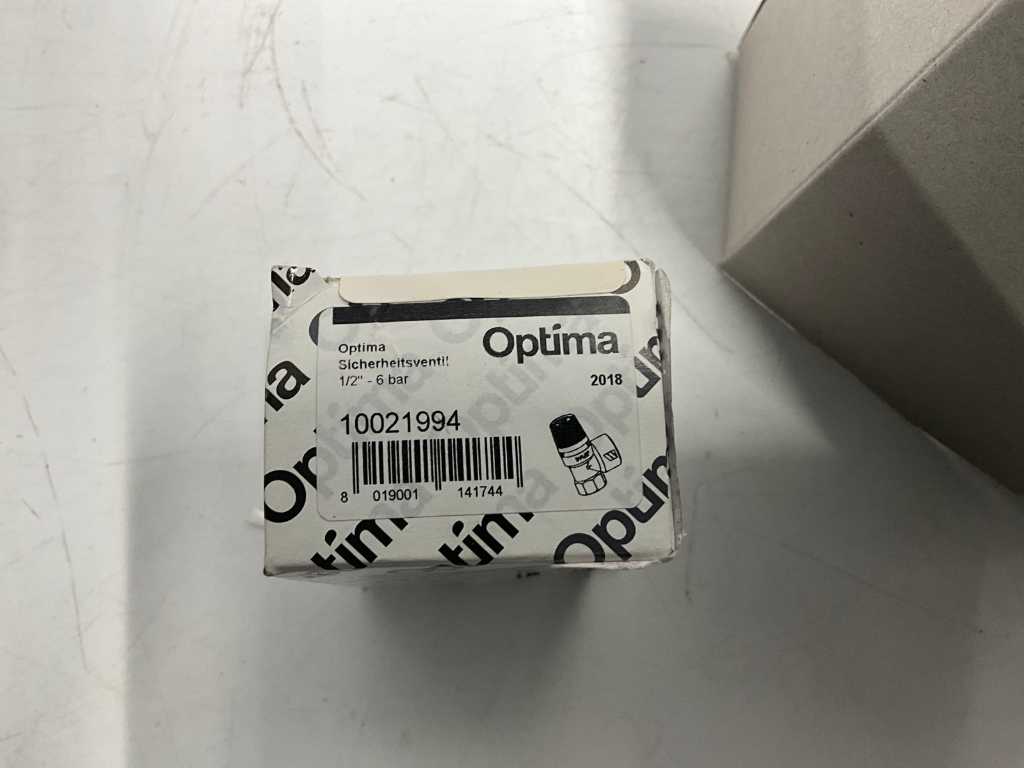 Optima
Optima
Sicherheitsventil
1/2" - 6 bar
2018
10021994
8 019001 141744